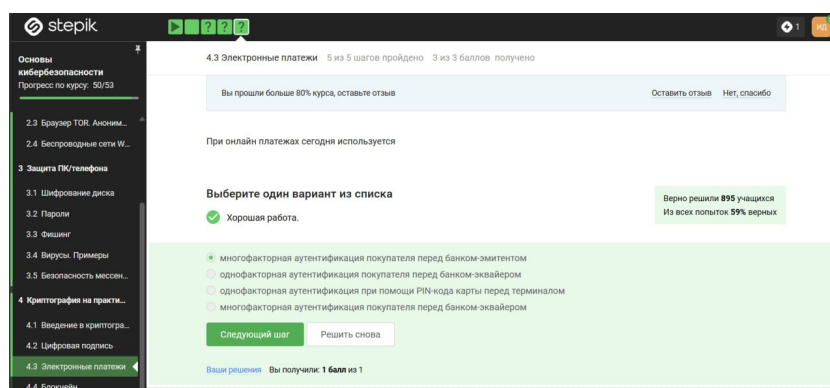 stepik
? ? ?
1
ИД
Основы
кибербезопасности
Прогресс по курсу: 50/53
2.3 Браузер TOR. Аноним...
2.4 Беспроводные сети W...
3 Защита ПК/телефона
3.1 Шифрование диска
3.2 Пароли
3.3 Фишинг
3.4 Вирусы. Примеры
3.5 Безопасность мессен...
4 Криптография на практи...
4.1 Введение в криптогра...
4.2 Цифровая подпись
4.3 Электронные платежи
4.4 Блокчейн
4.3 Электронные платежи 5 из 5 шагов пройдено 3 из 3 баллов получено
Вы прошли больше 80% курса, оставьте отзыв Оставить отзыв Нет, спасибо
При онлайн платежах сегодня используется
Выберите один вариант из списка
Хорошая работа.
Верно решили 895 учащихся
Из всех попыток 59% верных
многофакторная аутентификация покупателя перед банком-эмитентом
однофакторная аутентификация покупателя перед банком-эквайером
однофакторная аутентификация при помощи PIN-кода карты перед терминалом
многофакторная аутентификация покупателя перед банком-эквайером
Следующий шаг Решить снова
Ваши решения Вы получили: 1 балл из 1